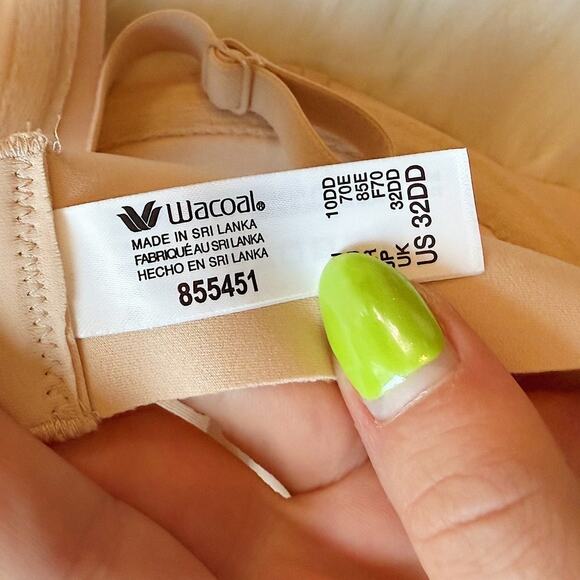 Wacoal®
MADE IN SRI LANKA
FABRIQUÉ AU SRI LANKA
HECHO EN SRI LANKA
855451
10DD
70E
85E
F70
UK 32DD
US 32DD